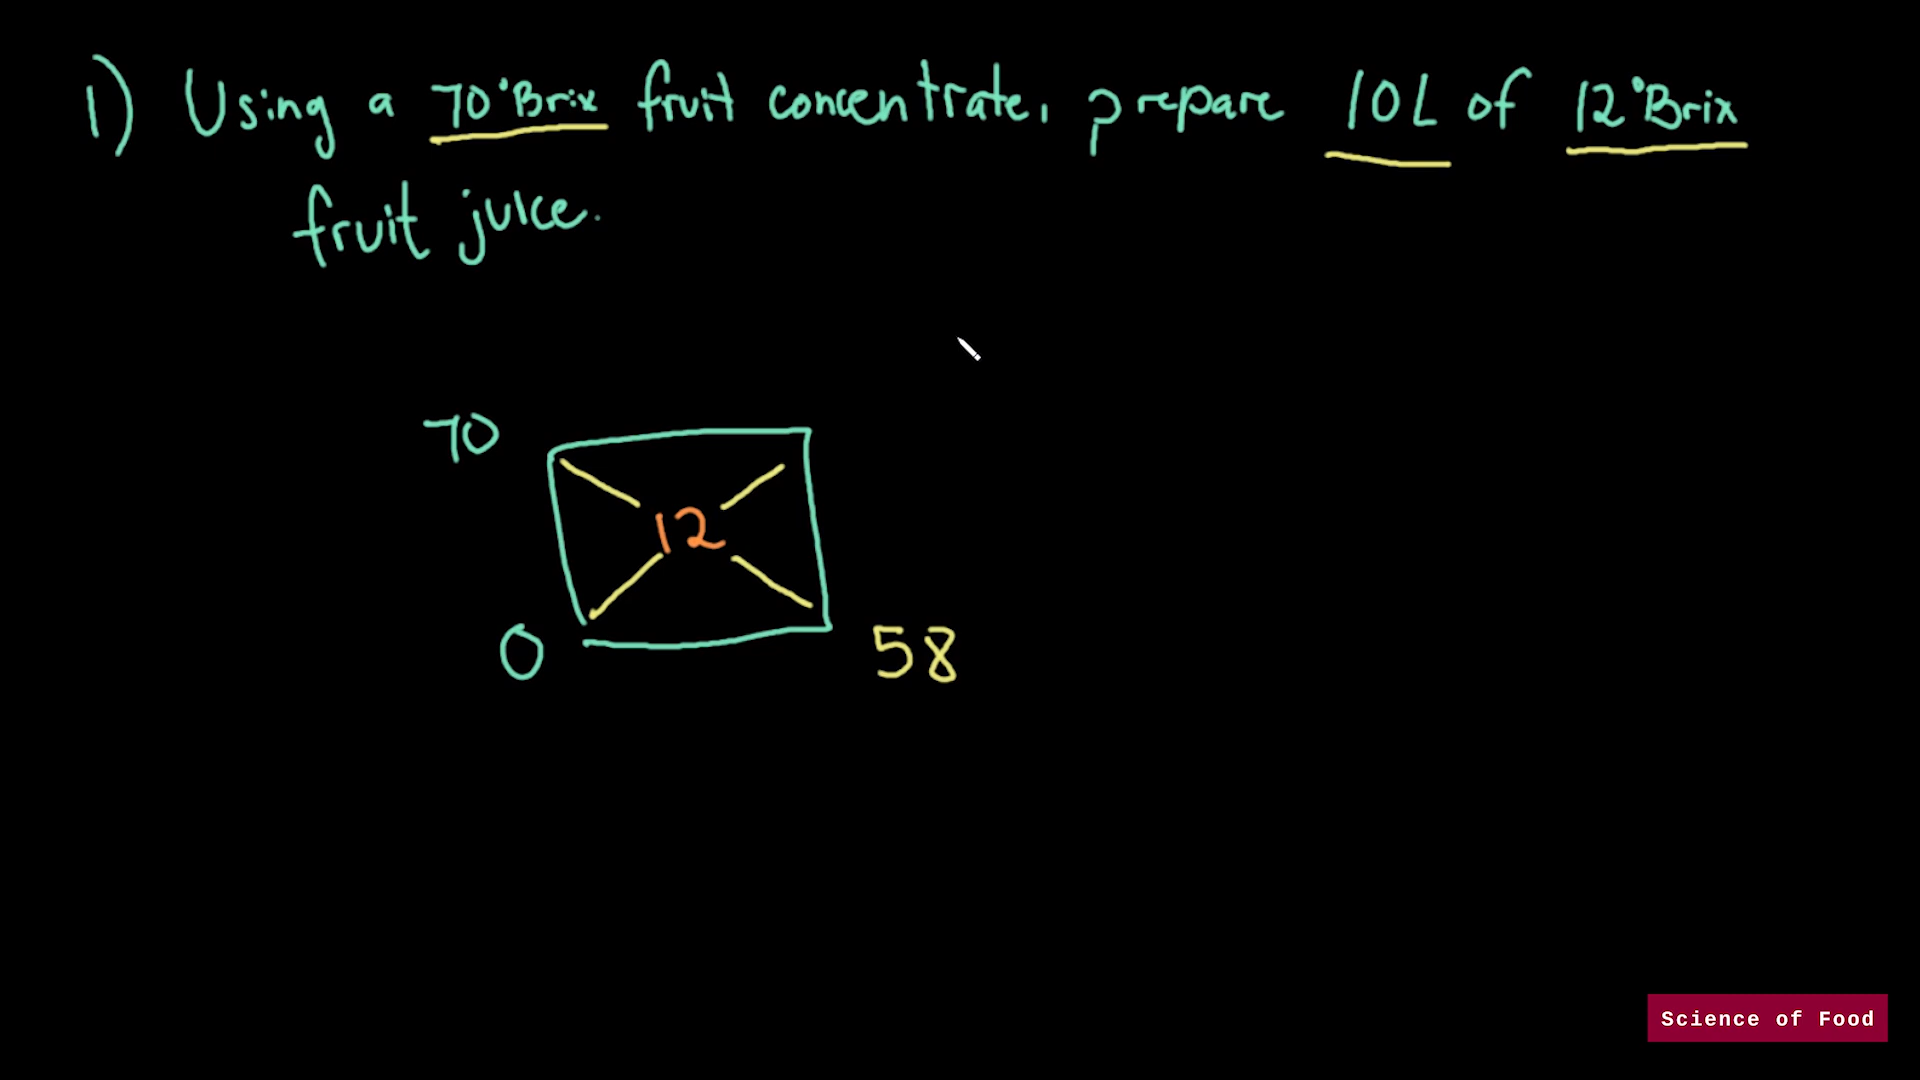 1) Using a 70°Brix fruit concentrate, prepare 10L of 12°Brix
fruit juice.
70
12
0
58
Science of Food